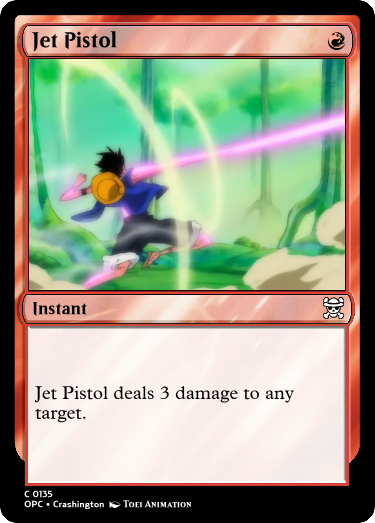 Jet Pistol
Instant
Jet Pistol deals 3 damage to any
target.
C 0135
OPC • Crashington Toei Animation